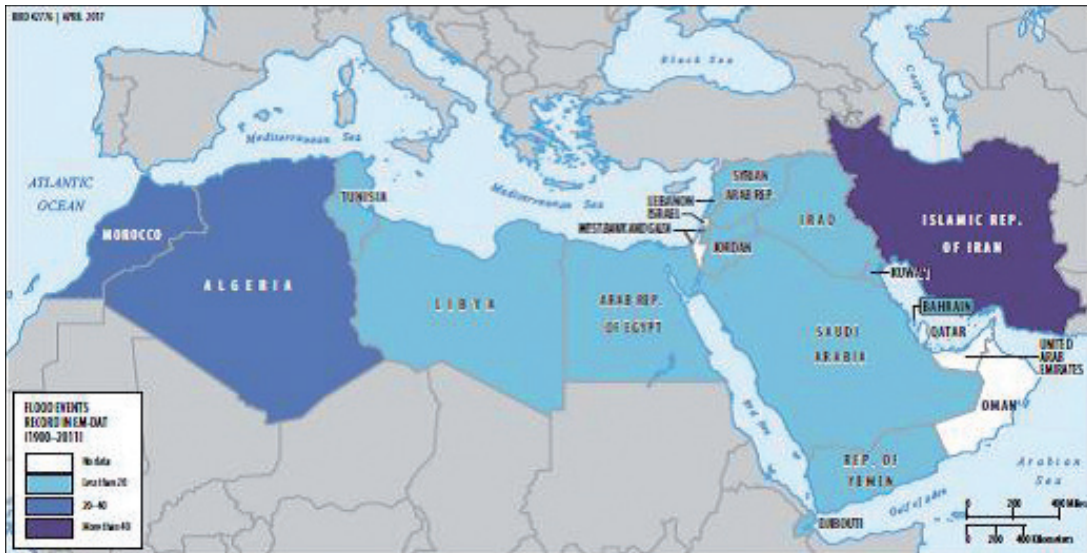 IBRD 42776 | APRIL 2017
Black Sea
Caspian Sea
Mediterranean Sea
ATLANTIC
OCEAN
TUNISIA
Mediterranean Sea
SYRIAN
ARAB REP.
LEBANON
ISRAEL
WEST BANK AND GAZA
IRAQ
ISLAMIC REP.
OF IRAN
MOROCCO
JORDAN
KUWAIT
ALGERIA
LIBYA
ARAB REP.
OF EGYPT
BAHRAIN
SAUDI
ARABIA
QATAR
UNITED
ARAB
EMIRATES
OMAN
Red Sea
REP. OF
YEMEN
Arabian
Sea
Gulf of Aden
DJIBOUTI
FLOOD EVENTS
RECORD IN EM-DAT
(1900–2011)
No data
Less than 20
20–40
More than 40
0 200 400 Miles
0 200 400 Kilometers